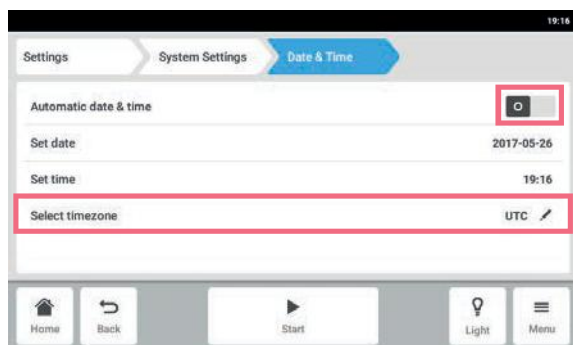 19:16
Settings System Settings Date & Time
Automatic date & time O
Set date 2017-05-26
Set time 19:16
Select timezone UTC
Home Back Start Light Menu